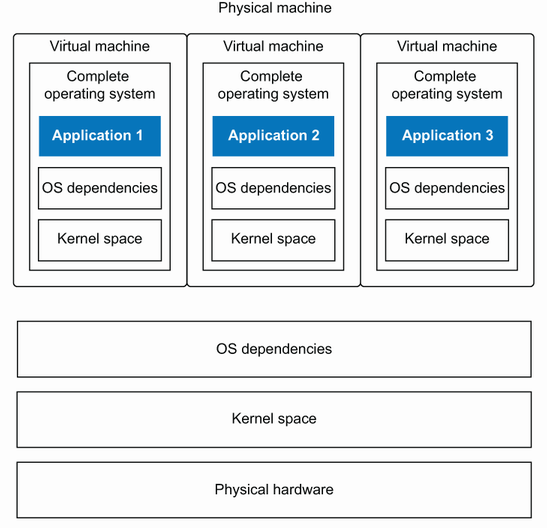 Physical machine
Virtual machine
Complete
operating system
Application 1
OS dependencies
Kernel space
Virtual machine
Complete
operating system
Application 2
OS dependencies
Kernel space
Virtual machine
Complete
operating system
Application 3
OS dependencies
Kernel space
OS dependencies
Kernel space
Physical hardware